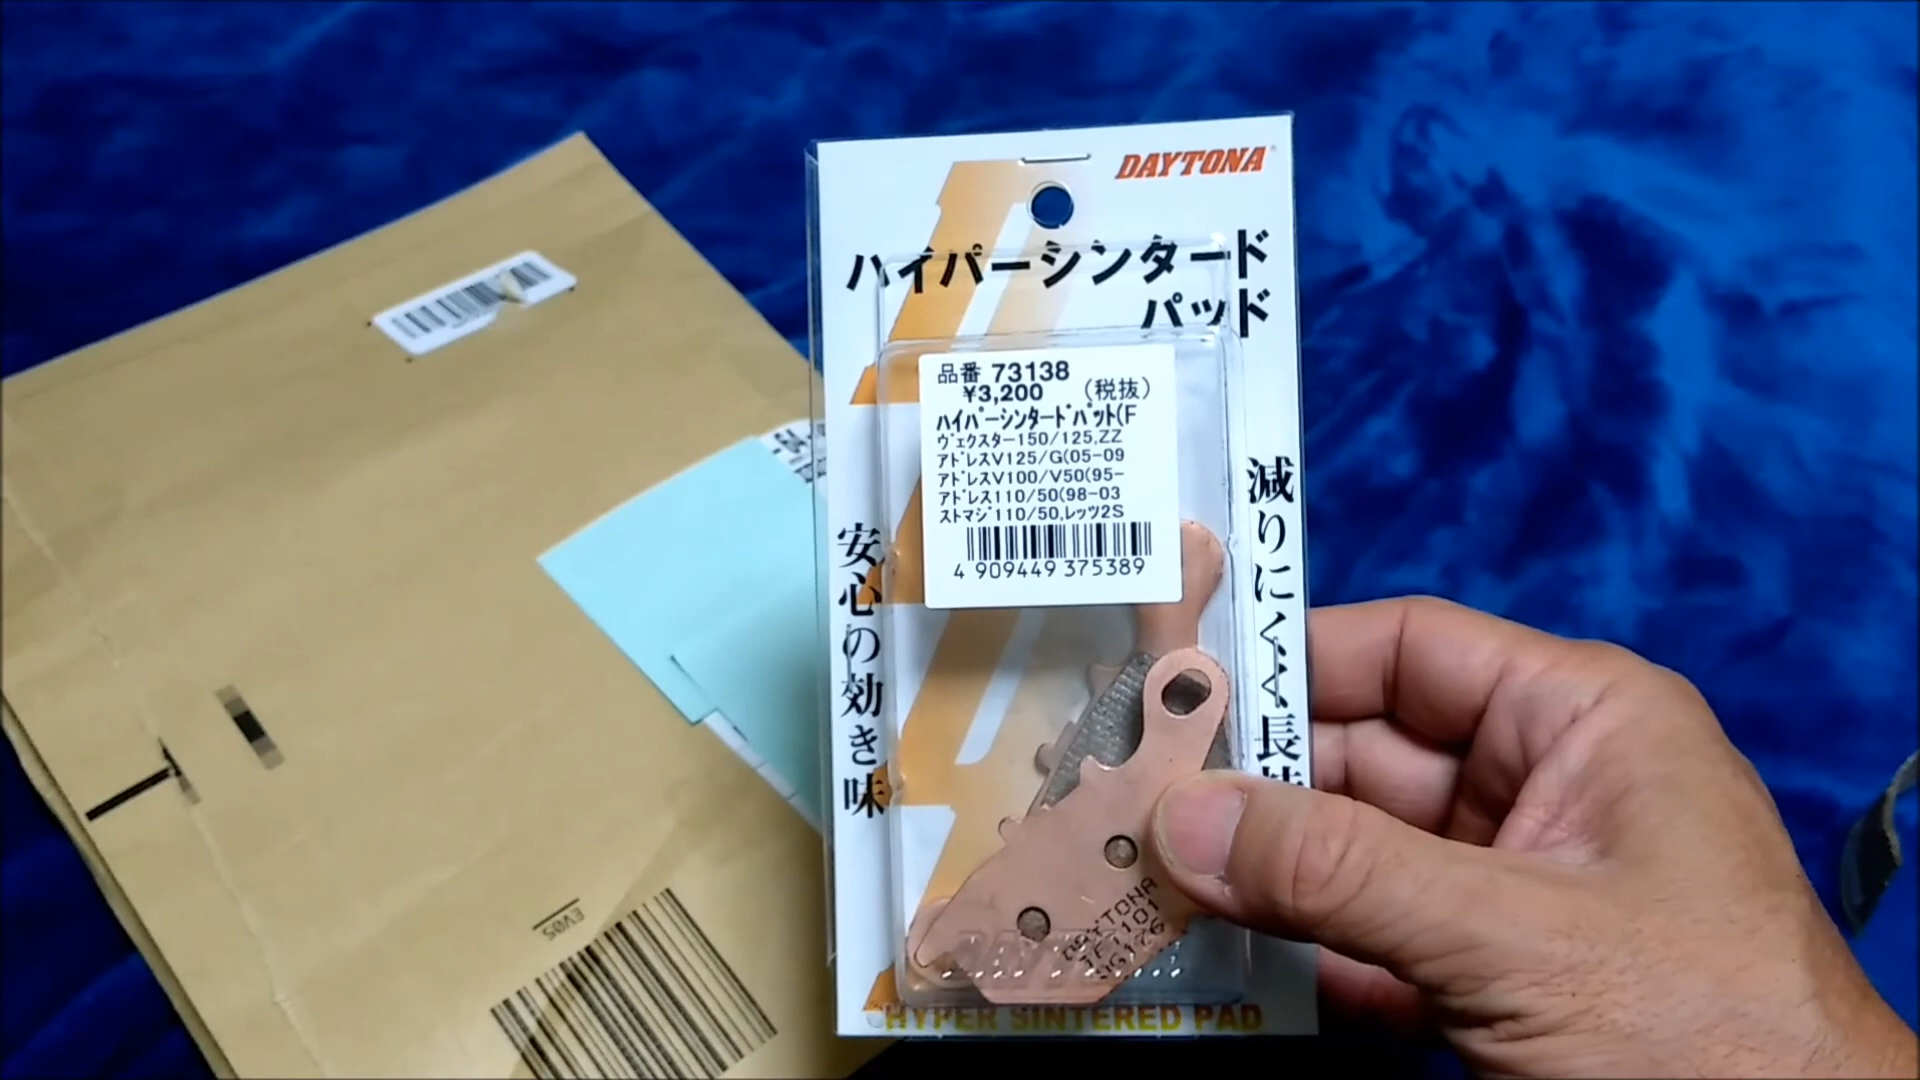 DAYTONA
ハイパーシンタード
パッド
品番 73138
¥3,200 (税抜)
ハイパーシンタードパット(F
ヴェクスター150/125,ZZ
アドレスV125/G(05-09
アドレスV100/V50(95-
アドレス110/50(98-03
ストマジ110/50,レッツ2S
4 909449 375389
安心の効き味
減りにくく長持
DAYTONA
HYPER SINTERED PAD
EV05